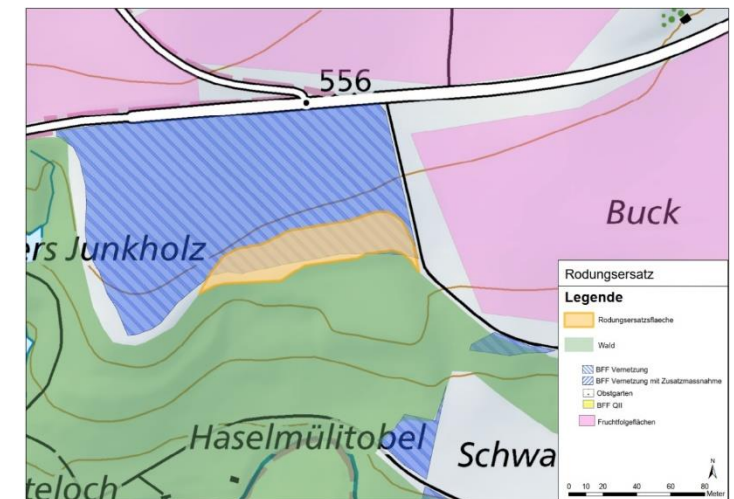 556
Buck
ers Junkholz
Haselmülitobel
Schwa
teloch
Rodungsersatz
Legende
Rodungsersatzsflaeche
Wald
BFF Vernetzung
BFF Vernetzung mit Zusatzmassnahme
Obstgarten
BFF QII
Fruchtfolgeflächen
N
0 10 20 40 60 80
Meter